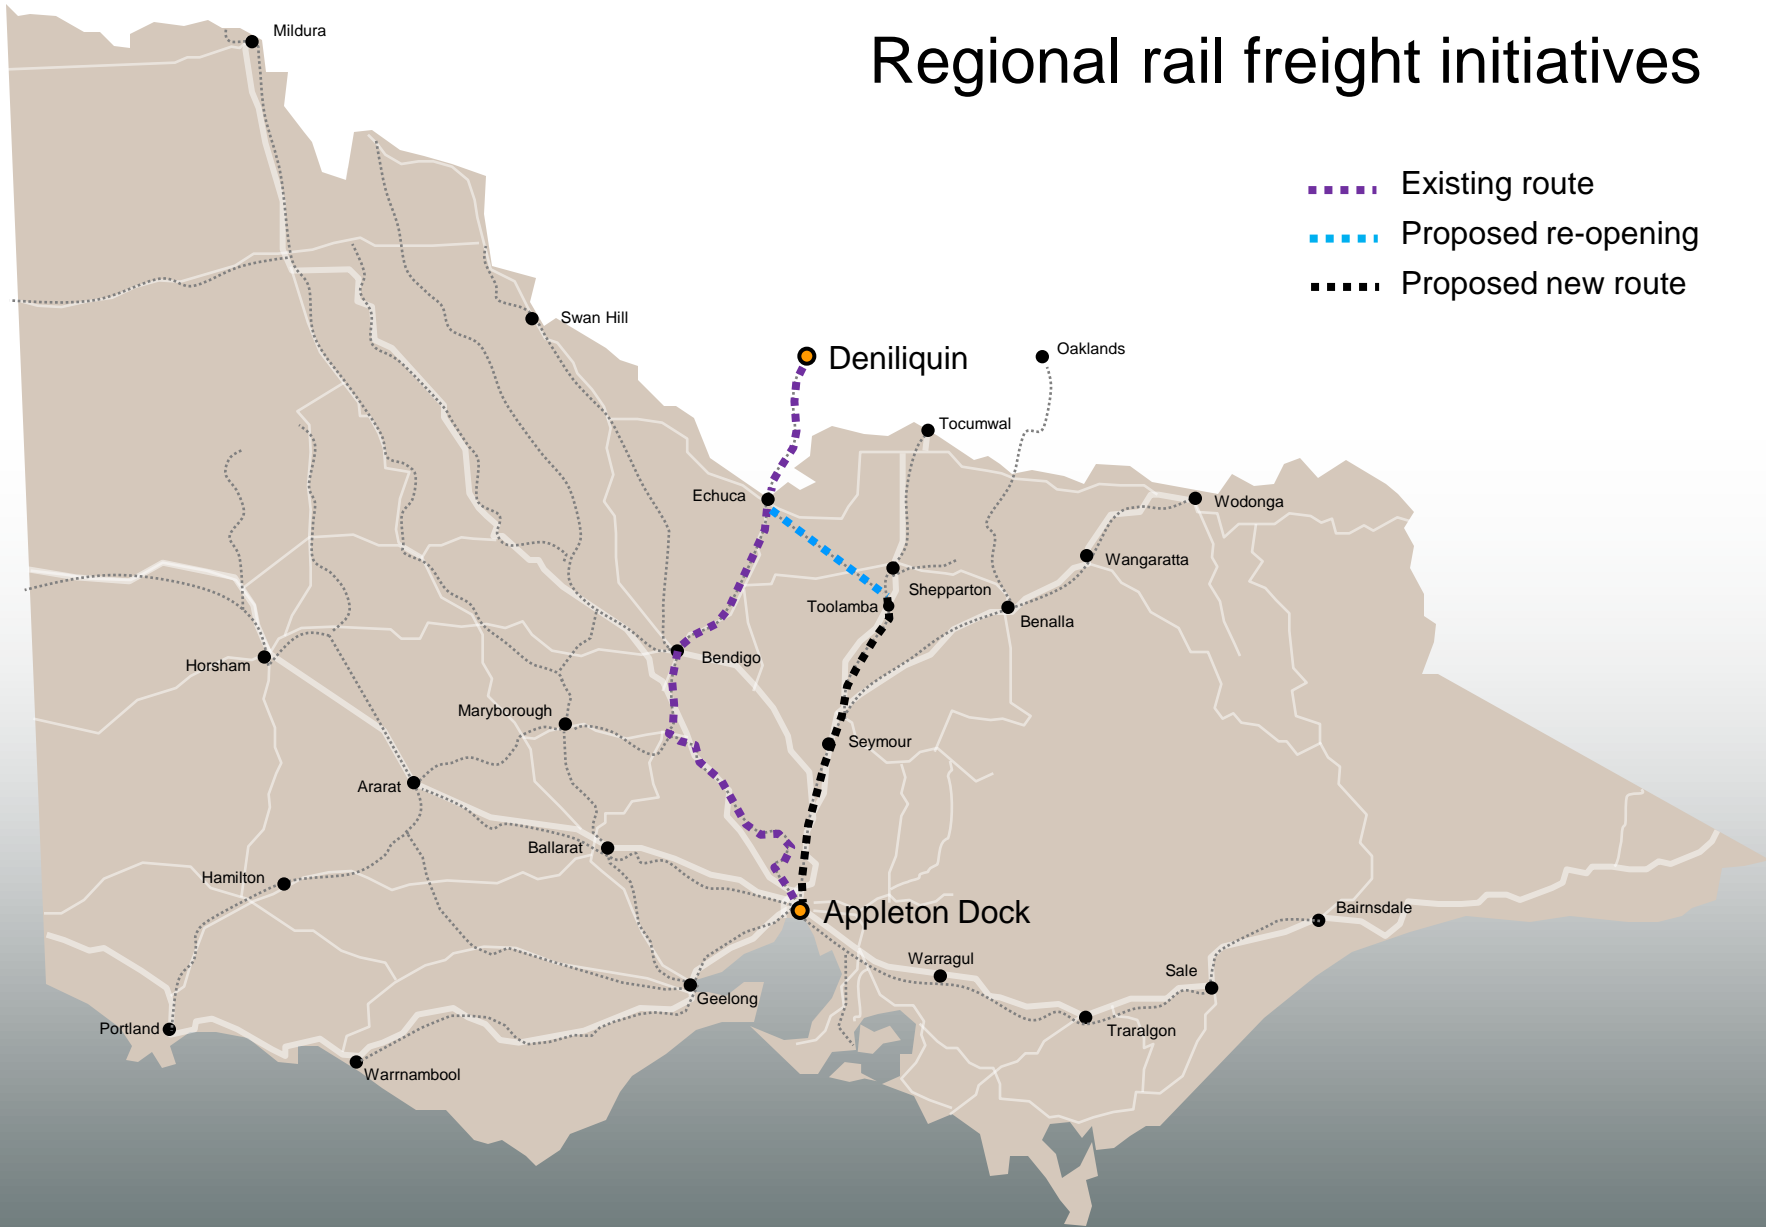 Mildura
Regional rail freight initiatives
Existing route
Proposed re-opening
Proposed new route
Swan Hill
Deniliquin
Oaklands
Tocumwal
Echuca
Wodonga
Wangaratta
Shepparton
Toolamba
Benalla
Bendigo
Horsham
Maryborough
Seymour
Ararat
Ballarat
Hamilton
Appleton Dock
Bairnsdale
Warragul
Sale
Geelong
Portland
Traralgon
Warrnambool